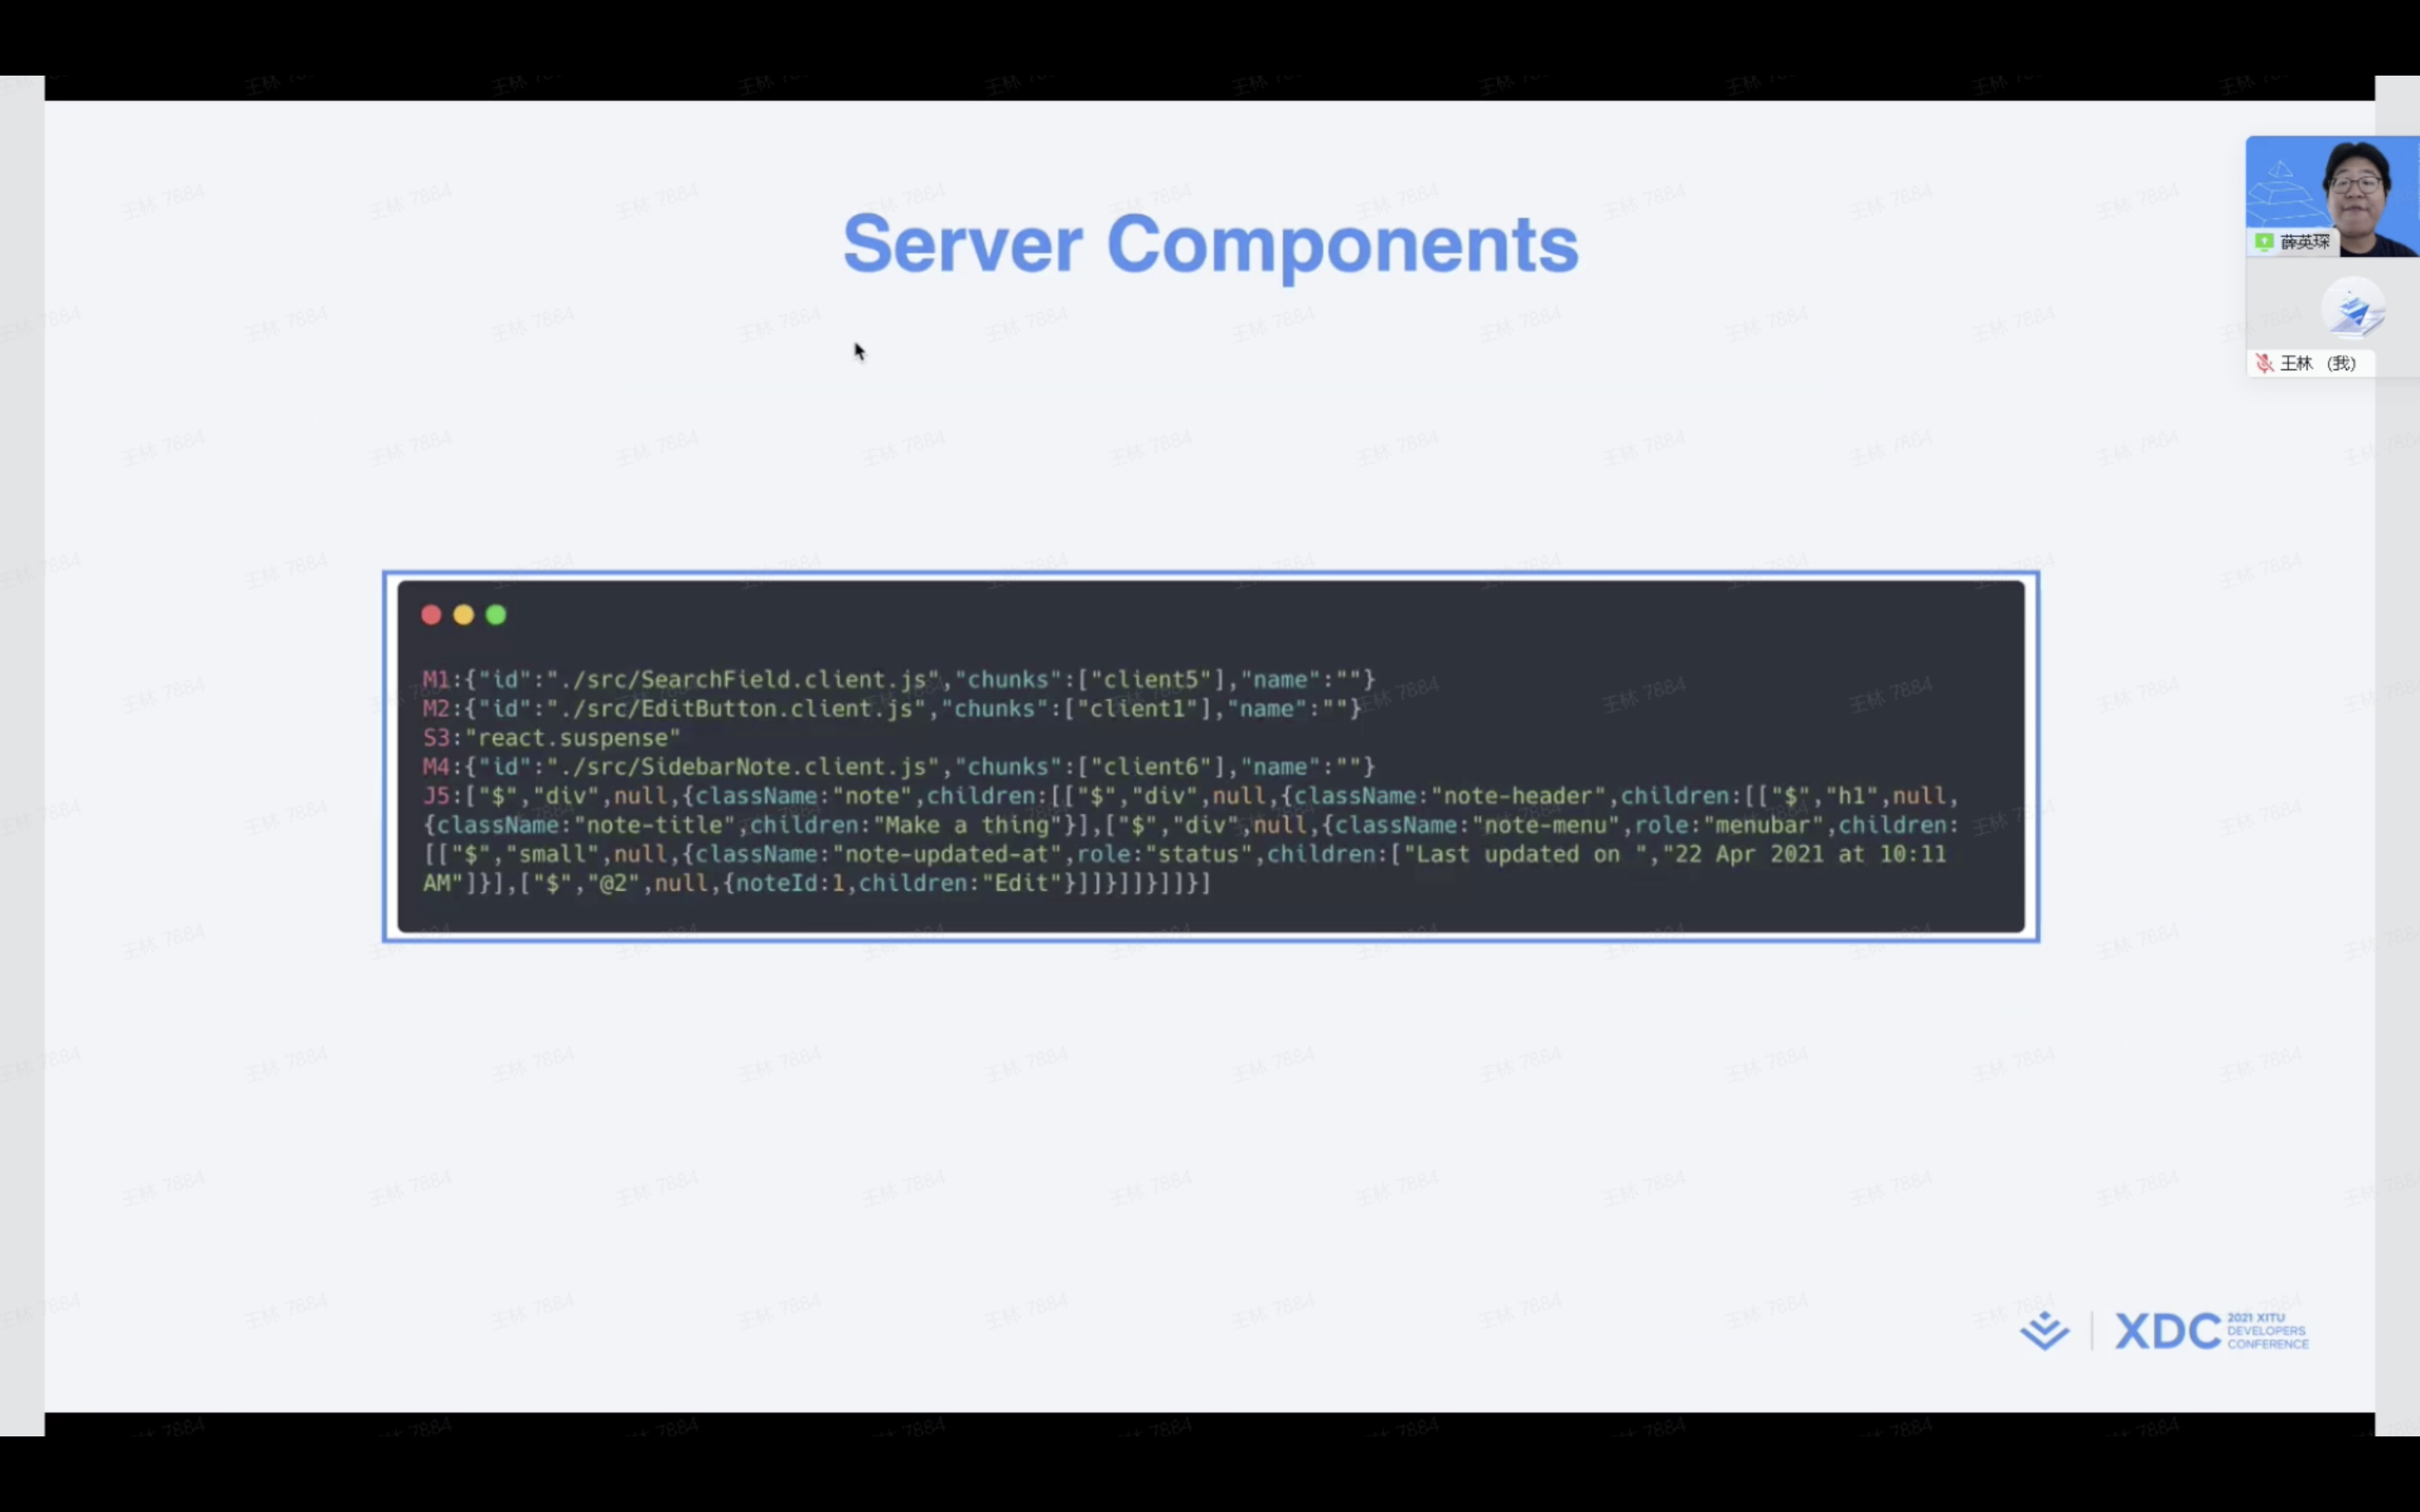 Server Components
薛英琛
王林 (我)
M1:{"id":"./src/SearchField.client.js","chunks":["client5"],"name":""}
M2:{"id":"./src/EditButton.client.js","chunks":["client1"],"name":""}
S3:"react.suspense"
M4:{"id":"./src/SidebarNote.client.js","chunks":["client6"],"name":""}
J5:["$","div",null,{className:"note",children:[["$","div",null,{className:"note-header",children:[["$","h1",null,
{className:"note-title",children:"Make a thing"}],["$","div",null,{className:"note-menu",role:"menubar",children:
[["$","small",null,{className:"note-updated-at",role:"status",children:["Last updated on ","22 Apr 2021 at 10:11
AM"]}],["$","@2",null,{noteId:1,children:"Edit"}]]}]]}]]}]
XDC
2021 XITU
DEVELOPERS
CONFERENCE
王林 7884